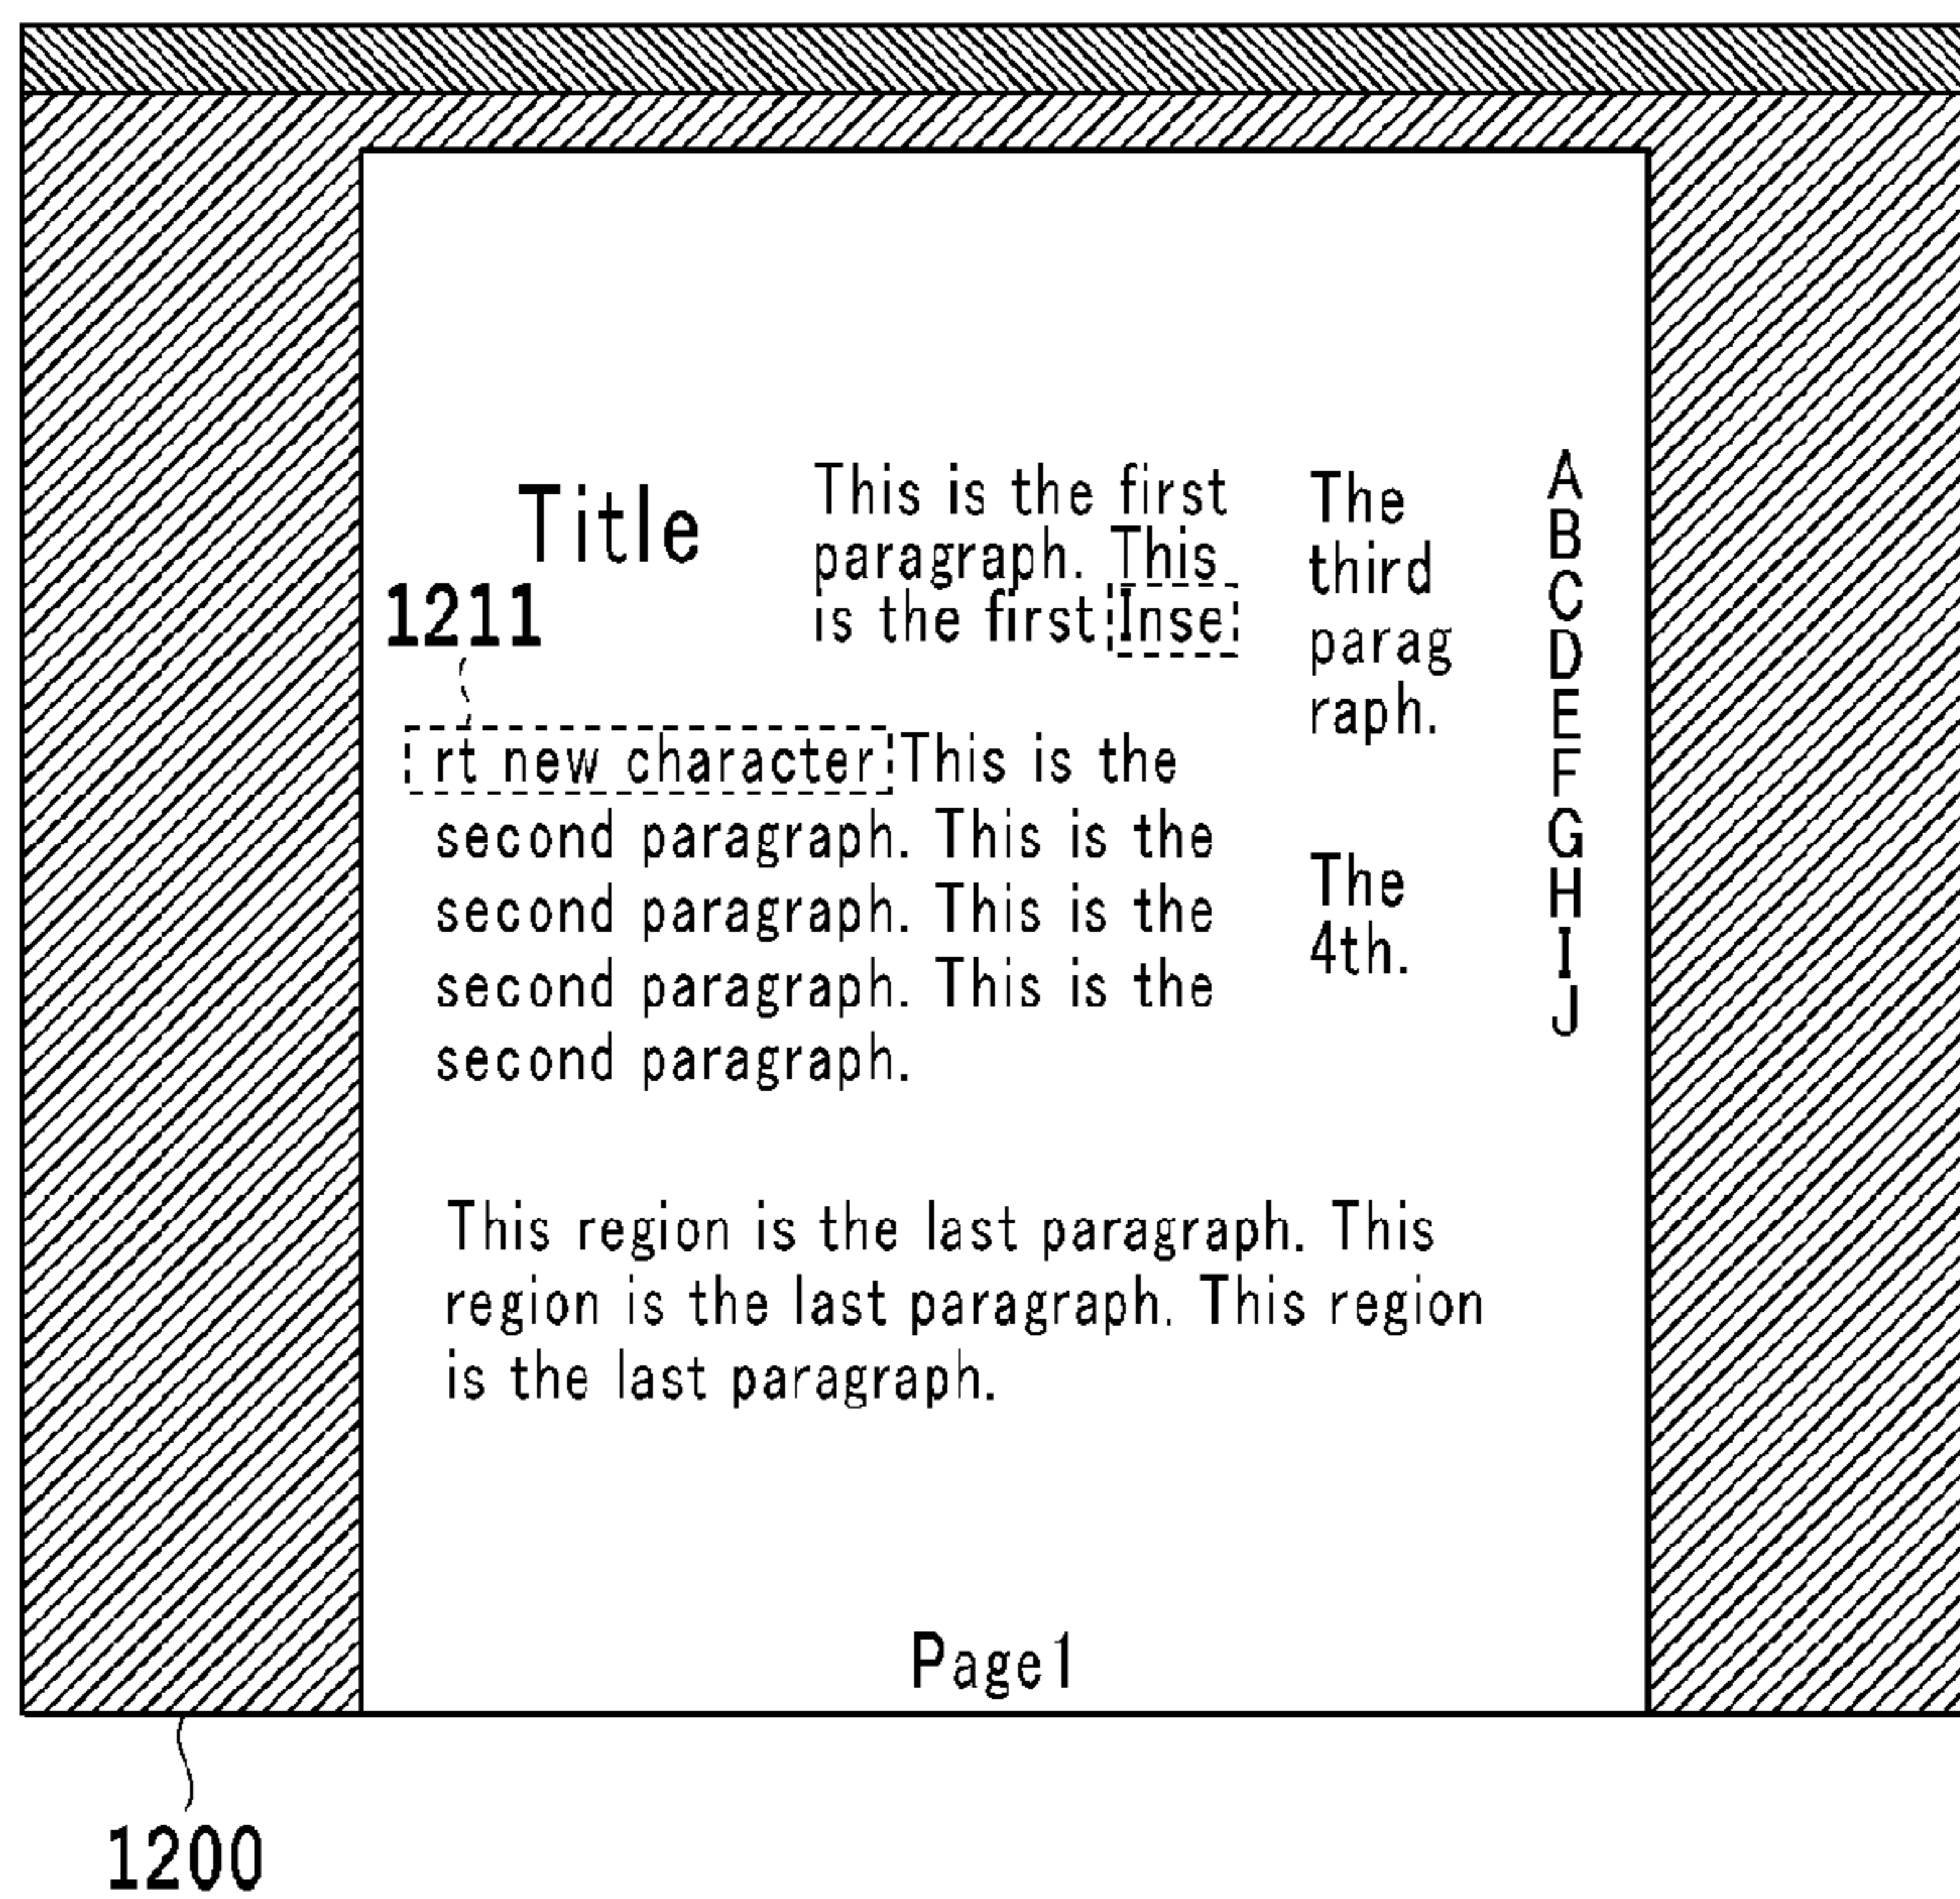 Title
1211
This is the first
paragraph. This
is the first Inse
rt new character This is the
second paragraph. This is the
second paragraph. This is the
second paragraph. This is the
second paragraph.
The
third
parag
raph.
The
4th.
A
B
C
D
E
F
G
H
I
J
This region is the last paragraph. This
region is the last paragraph. This region
is the last paragraph.
Page1
1200